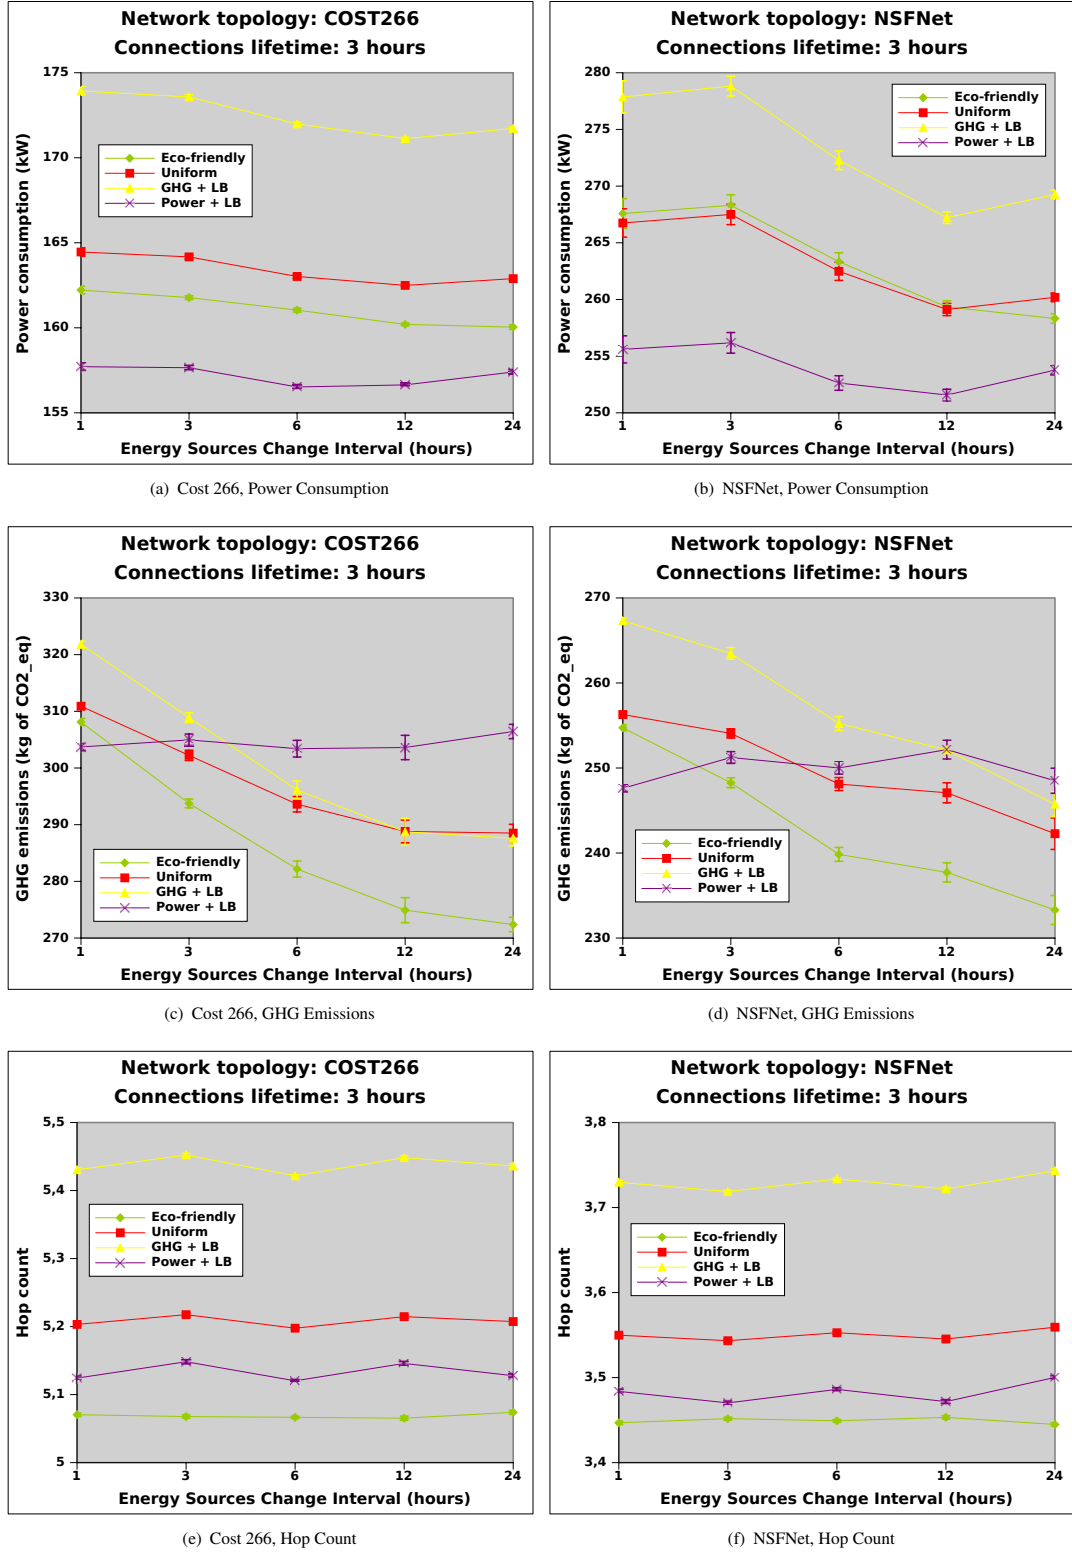 Network topology: COST266
Connections lifetime: 3 hours
Power consumption (kW)
175
170
165
160
155
Eco-friendly
Uniform
GHG + LB
Power + LB
1 3 6 12 24
Energy Sources Change Interval (hours)
(a) Cost 266, Power Consumption
Network topology: NSFNet
Connections lifetime: 3 hours
Power consumption (kW)
280
275
270
265
260
255
250
Eco-friendly
Uniform
GHG + LB
Power + LB
1 3 6 12 24
Energy Sources Change Interval (hours)
(b) NSFNet, Power Consumption
Network topology: COST266
Connections lifetime: 3 hours
GHG emissions (kg of CO2_eq)
330
320
310
300
290
280
270
Eco-friendly
Uniform
GHG + LB
Power + LB
1 3 6 12 24
Energy Sources Change Interval (hours)
(c) Cost 266, GHG Emissions
Network topology: NSFNet
Connections lifetime: 3 hours
GHG emissions (kg of CO2_eq)
270
260
250
240
230
Eco-friendly
Uniform
GHG + LB
Power + LB
1 3 6 12 24
Energy Sources Change Interval (hours)
(d) NSFNet, GHG Emissions
Network topology: COST266
Connections lifetime: 3 hours
Hop count
5,5
5,4
5,3
5,2
5,1
5
Eco-friendly
Uniform
GHG + LB
Power + LB
1 3 6 12 24
Energy Sources Change Interval (hours)
(e) Cost 266, Hop Count
Network topology: NSFNet
Connections lifetime: 3 hours
Hop count
3,8
3,7
3,6
3,5
3,4
Eco-friendly
Uniform
GHG + LB
Power + LB
1 3 6 12 24
Energy Sources Change Interval (hours)
(f) NSFNet, Hop Count